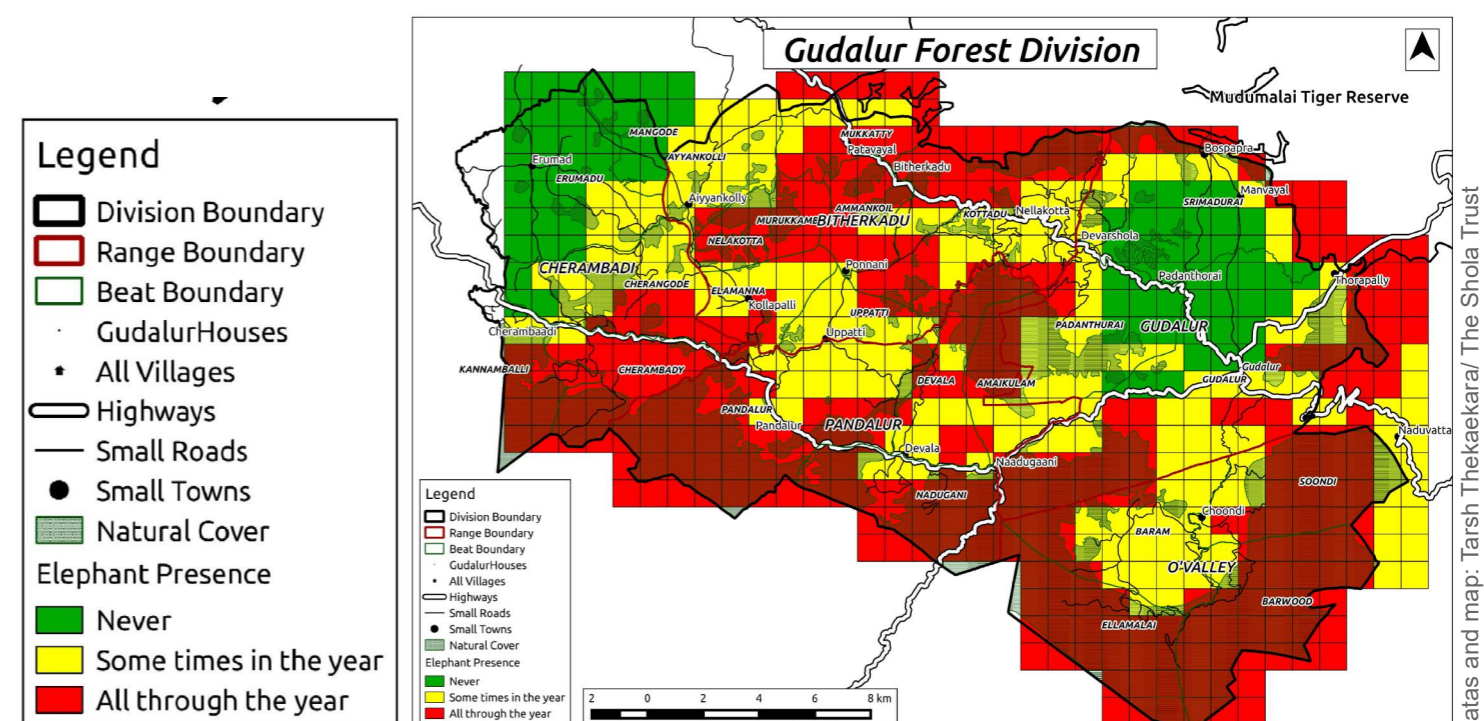 Legend
Division Boundary
Range Boundary
Beat Boundary
GudalurHouses
All Villages
Highways
Small Roads
Small Towns
Natural Cover
Elephant Presence
Never
Some times in the year
All through the year
Gudalur Forest Division
Mudumalai Tiger Reserve
MANGODE
MUKKATTY
Patavayal
Bospapra
Erumad
AYYANKOLLI
Bitherkadu
ERUMADU
Manvayal
Aiyyankolly
SRIMADURAI
AMMANKOIL
MURUKKAME
BITHERKADU
KOTTADU
Nellakotta
NELAKOTTA
Devarshola
CHERAMBADI
Ponnani
Padanthorai
Thorapally
CHERANGODE
ELAMANNA
Kollapalli
UPPATTI
PADANTHURAI
GUDALUR
Cherambaadi
Uppatti
KANNAMBALLI
CHERAMBADY
DEVALA
AMAIKULAM
Gudalur
GUDALUR
PANDALUR
Pandalur
PANDALUR
Naduvatta
Devala
Naadugaani
NADUGANI
SOONDI
Choondi
BARAM
O'VALLEY
BARWOOD
ELLAMALAI
Legend
Division Boundary
Range Boundary
Beat Boundary
GudalurHouses
All Villages
Highways
Small Roads
Small Towns
Natural Cover
Elephant Presence
Never
Some times in the year
All through the year
2 0 2 4 6 8 km
atas and map: Tarsh Thekaekara/ The Shola Trust